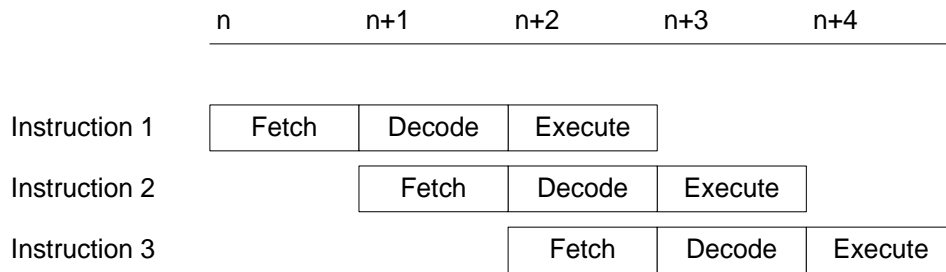 n n+1 n+2 n+3 n+4
Instruction 1 Fetch Decode Execute
Instruction 2 Fetch Decode Execute
Instruction 3 Fetch Decode Execute